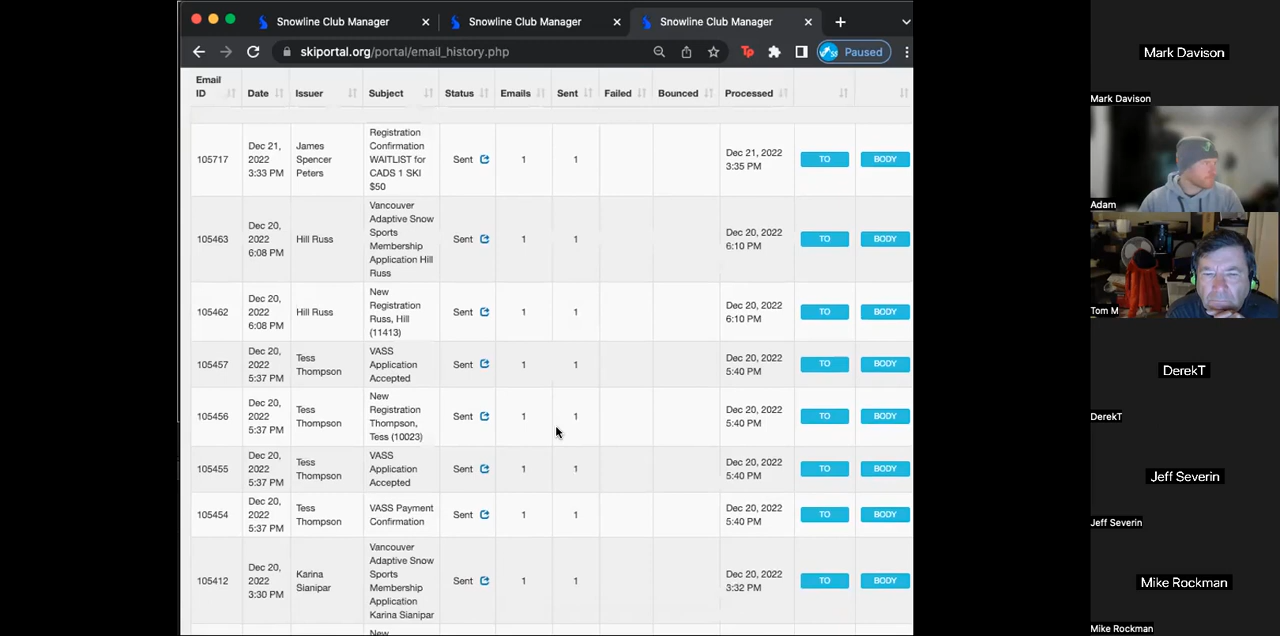 Snowline Club Manager
Snowline Club Manager
Snowline Club Manager
skiportal.org/portal/email_history.php
Paused
Email ID Date Issuer Subject Status Emails Sent Failed Bounced Processed
105717 Dec 21, 2022 3:33 PM James Spencer Peters Registration Confirmation WAITLIST for CADS 1 SKI $50 Sent 1 1 Dec 21, 2022 3:35 PM TO BODY
105463 Dec 20, 2022 6:08 PM Hill Russ Vancouver Adaptive Snow Sports Membership Application Hill Russ Sent 1 1 Dec 20, 2022 6:10 PM TO BODY
105462 Dec 20, 2022 6:08 PM Hill Russ New Registration Russ, Hill (11413) Sent 1 1 Dec 20, 2022 6:10 PM TO BODY
105457 Dec 20, 2022 5:37 PM Tess Thompson VASS Application Accepted Sent 1 1 Dec 20, 2022 5:40 PM TO BODY
105456 Dec 20, 2022 5:37 PM Tess Thompson New Registration Thompson, Tess (10023) Sent 1 1 Dec 20, 2022 5:40 PM TO BODY
105455 Dec 20, 2022 5:37 PM Tess Thompson VASS Application Accepted Sent 1 1 Dec 20, 2022 5:40 PM TO BODY
105454 Dec 20, 2022 5:37 PM Tess Thompson VASS Payment Confirmation Sent 1 1 Dec 20, 2022 5:40 PM TO BODY
105412 Dec 20, 2022 3:30 PM Karina Sianipar Vancouver Adaptive Snow Sports Membership Application Karina Sianipar Sent 1 1 Dec 20, 2022 3:32 PM TO BODY
New
Mark Davison
Mark Davison
Adam
Tom M
DerekT
DerekT
Jeff Severin
Jeff Severin
Mike Rockman
Mike Rockman